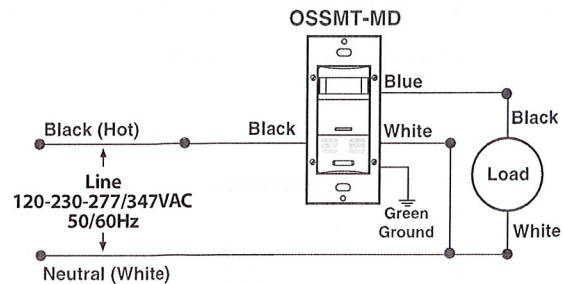 OSSMT-MD
Blue
Black (Hot)
Black
White
Black
Line
120-230-277/347VAC
50/60Hz
Load
Green
Ground
White
Neutral (White)